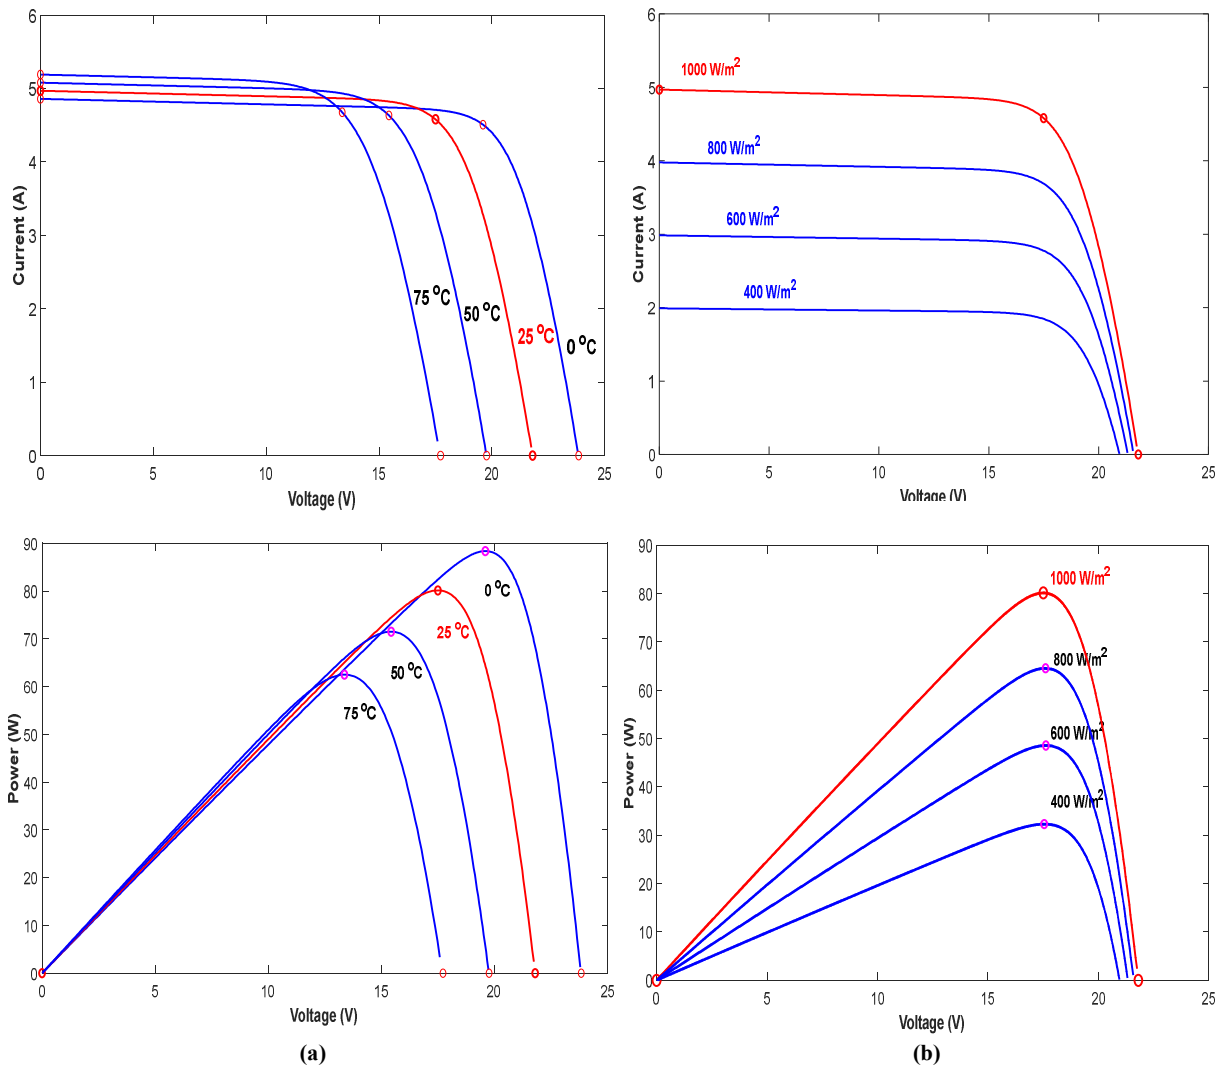 6
5
4
3
2
1
0
0
5
10
15
20
25
Current (A)
Voltage (V)
75 °C
50 °C
25 °C
0 °C
6
5
4
3
2
1
0
0
5
10
15
20
25
Current (A)
Voltage (V)
1000 W/m²
800 W/m²
600 W/m²
400 W/m²
90
80
70
60
50
40
30
20
10
0
0
5
10
15
20
25
Power (W)
Voltage (V)
0 °C
25 °C
50 °C
75 °C
(a)
90
80
70
60
50
40
30
20
10
0
0
5
10
15
20
25
Power (W)
Voltage (V)
1000 W/m²
800 W/m²
600 W/m²
400 W/m²
(b)